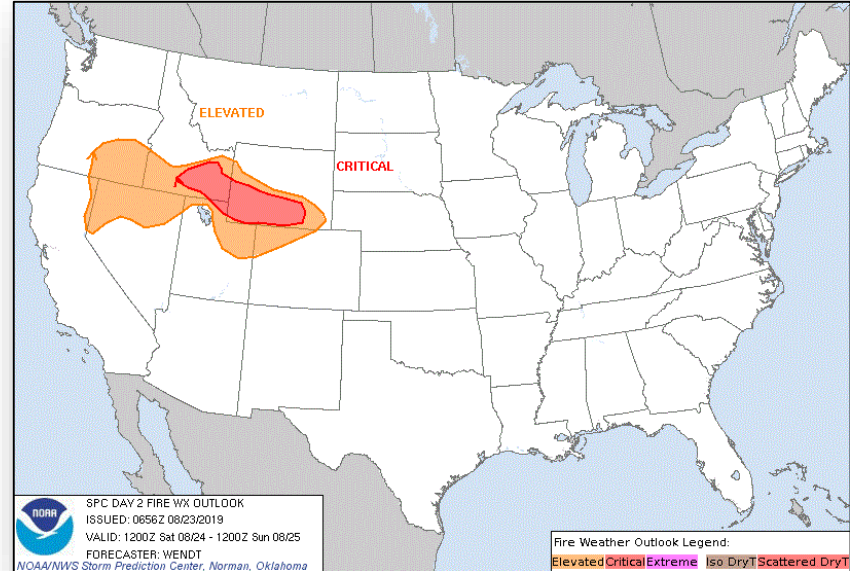 ELEVATED
CRITICAL
NOAA
SPC DAY 2 FIRE WX OUTLOOK
ISSUED: 0656Z 08/23/2019
VALID: 1200Z Sat 08/24 - 1200Z Sun 08/25
FORECASTER: WENDT
NOAA/NWS Storm Prediction Center, Norman, Oklahoma
Fire Weather Outlook Legend:
Elevated Critical Extreme Iso DryT Scattered DryT